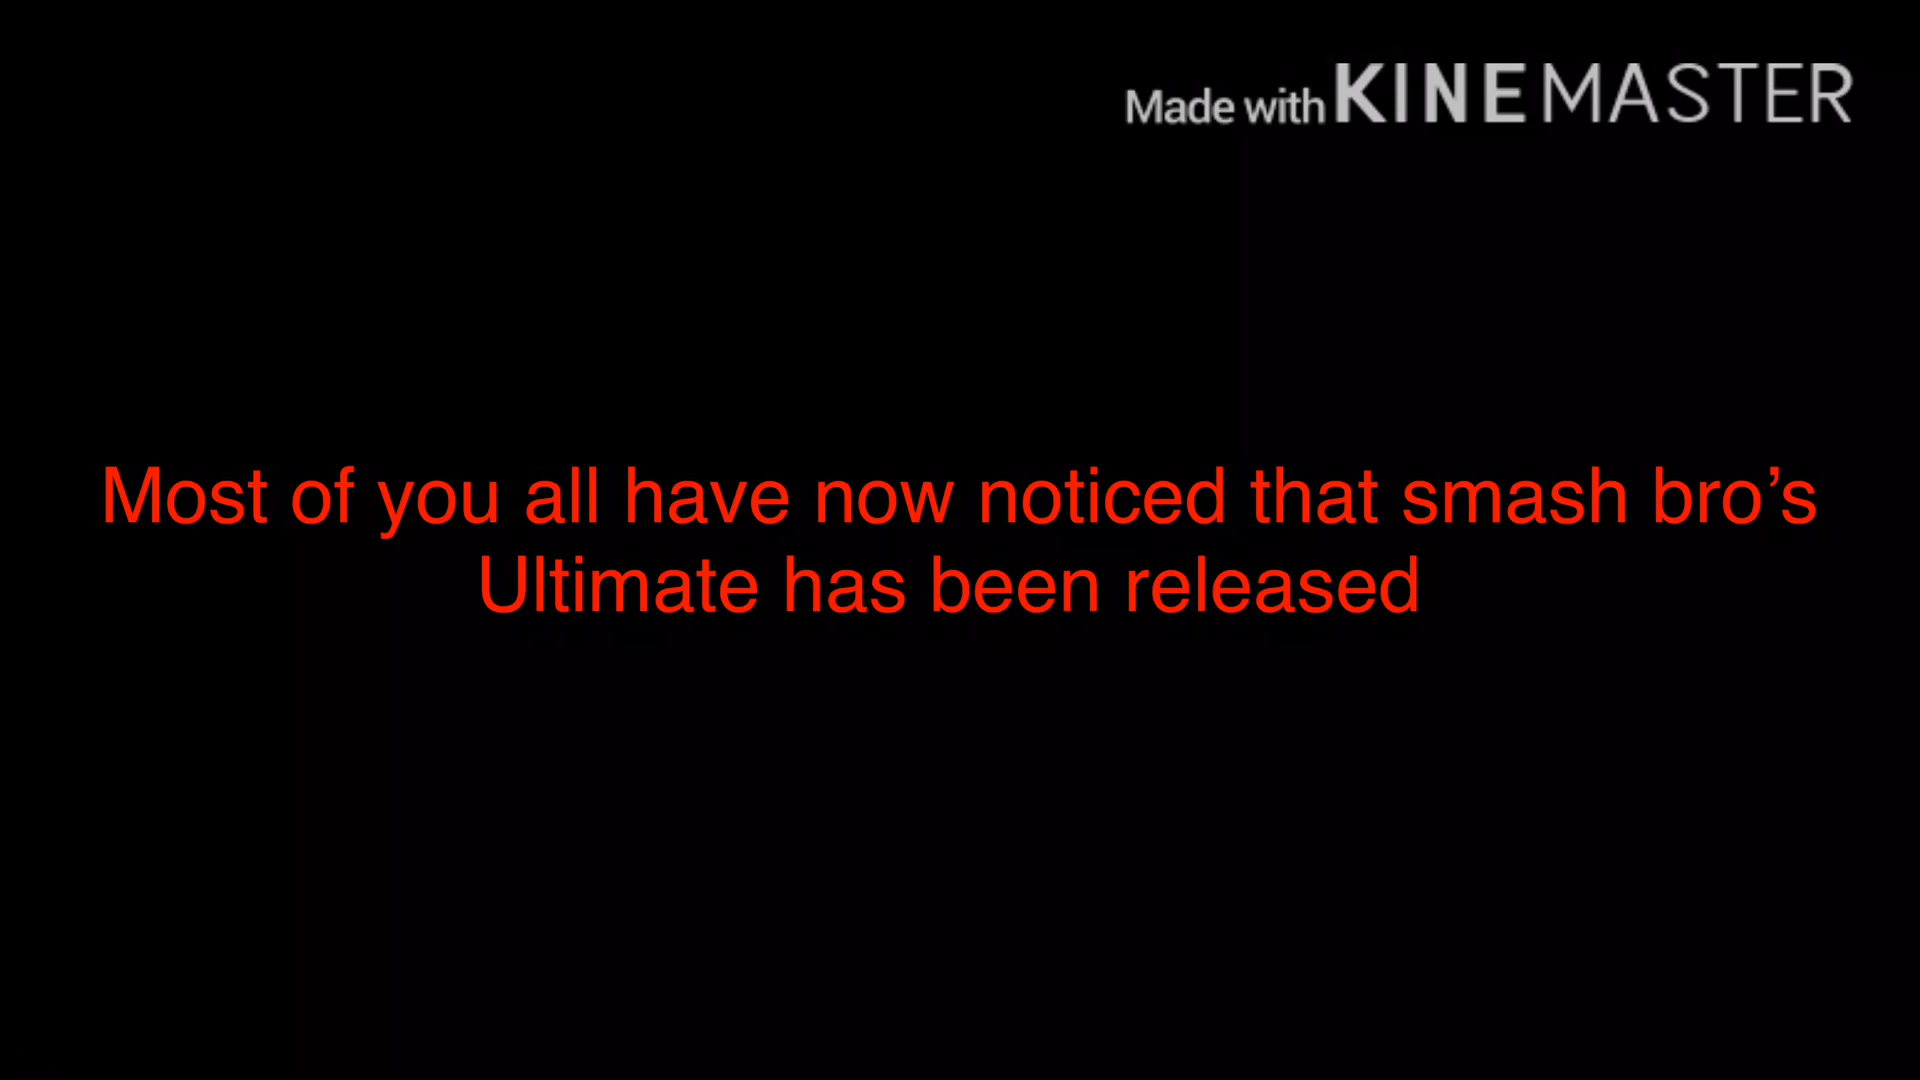 Made with KINEMASTER
Most of you all have now noticed that smash bro’s
Ultimate has been released